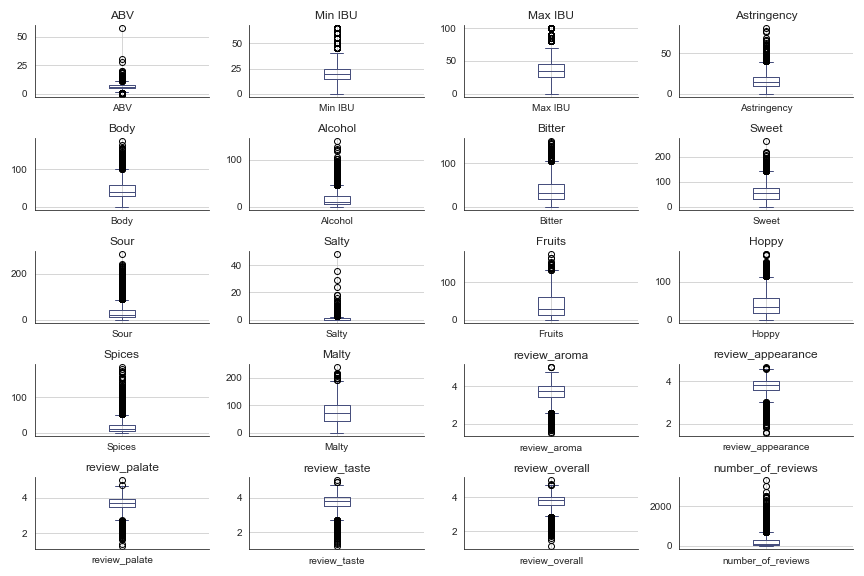 ABV Min IBU Max IBU Astringency
50 50 100 50
25 25 50
0 0 0 0
ABV Min IBU Max IBU Astringency
Body Alcohol Bitter Sweet
100 100 100 200
100
0 0 0 0
Body Alcohol Bitter Sweet
Sour Salty Fruits Hoppy
200 40 100 100
20
0 0 0 0
Sour Salty Fruits Hoppy
Spices Malty review_aroma review_appearance
100 200 4 4
100
0 0 2 2
Spices Malty review_aroma review_appearance
review_palate review_taste review_overall number_of_reviews
4 4 4 2000
2 2 2 0
review_palate review_taste review_overall number_of_reviews